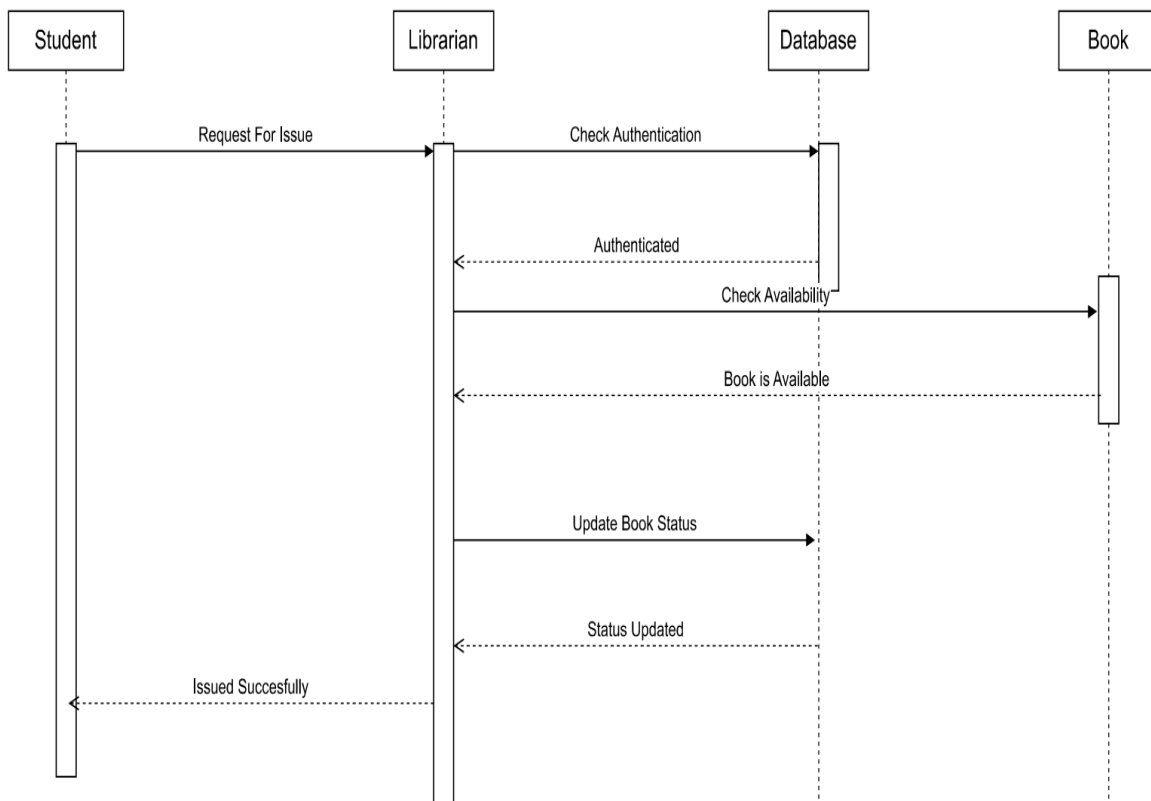 Student
Librarian
Database
Book
Request For Issue
Check Authentication
Authenticated
Check Availability
Book is Available
Update Book Status
Status Updated
Issued Succesfully